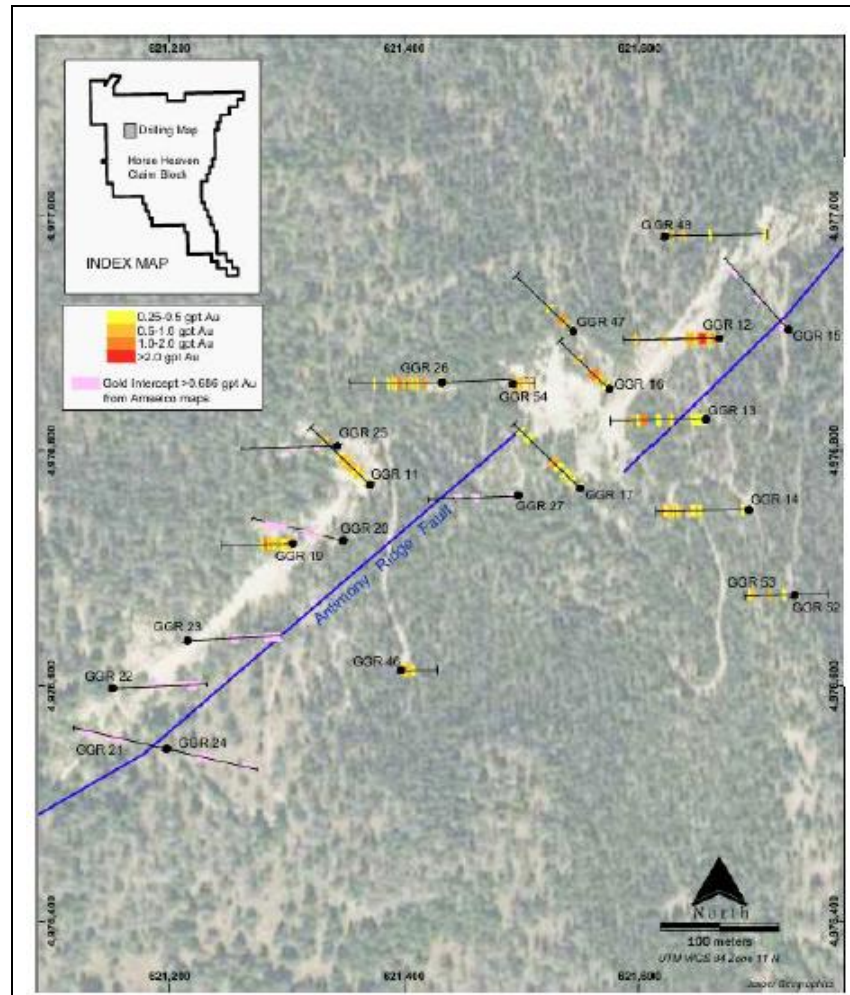 621,200 621,400 621,600
Drilling Map
Horse Heaven
Claim Block
INDEX MAP
0.25-0.5 gpt Au
0.5-1.0 gpt Au
1.0-2.0 gpt Au
>2.0 gpt Au
Gold Intercept >0.686 gpt Au
from Amselco maps
4,977,000
4,977,000
GGR 48
GGR 47
GGR 12
GGR 15
GGR 26
GGR 54
GGR 16
GGR 13
4,976,800
4,976,800
GGR 25
GGR 11
GGR 17
GGR 27
GGR 14
GGR 20
GGR 19
Antimony Ridge Fault
GGR 53
GGR 52
GGR 23
GGR 46
GGR 22
4,976,600
4,976,600
GGR 21
GGR 24
4,976,400
4,976,400
North
100 meters
UTM WGS 84 Zone 11 N
621,200 621,400 621,600
Jasper Geographics